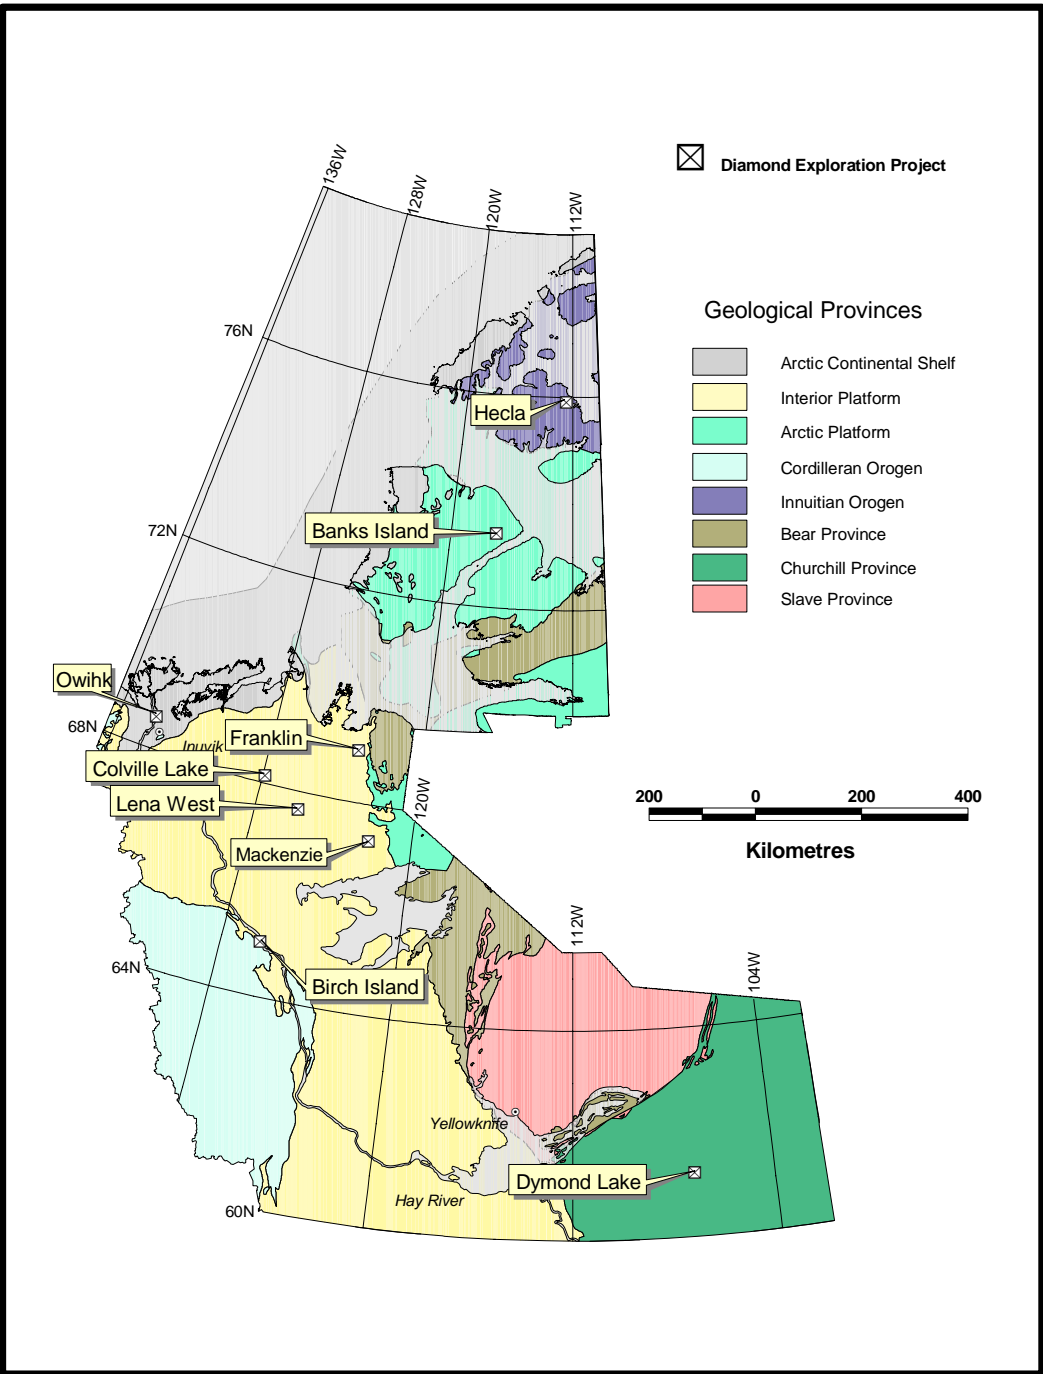 136W
128W
120W
112W
Diamond Exploration Project
Geological Provinces
76N
Arctic Continental Shelf
Interior Platform
Hecla
Arctic Platform
Cordilleran Orogen
Innuitian Orogen
Banks Island
72N
Bear Province
Churchill Province
Slave Province
Owihk
68N
Inuvik
Franklin
Colville Lake
Lena West
120W
200 0 200 400
Kilometres
Mackenzie
112W
104W
64N
Birch Island
Yellowknife
Dymond Lake
Hay River
60N